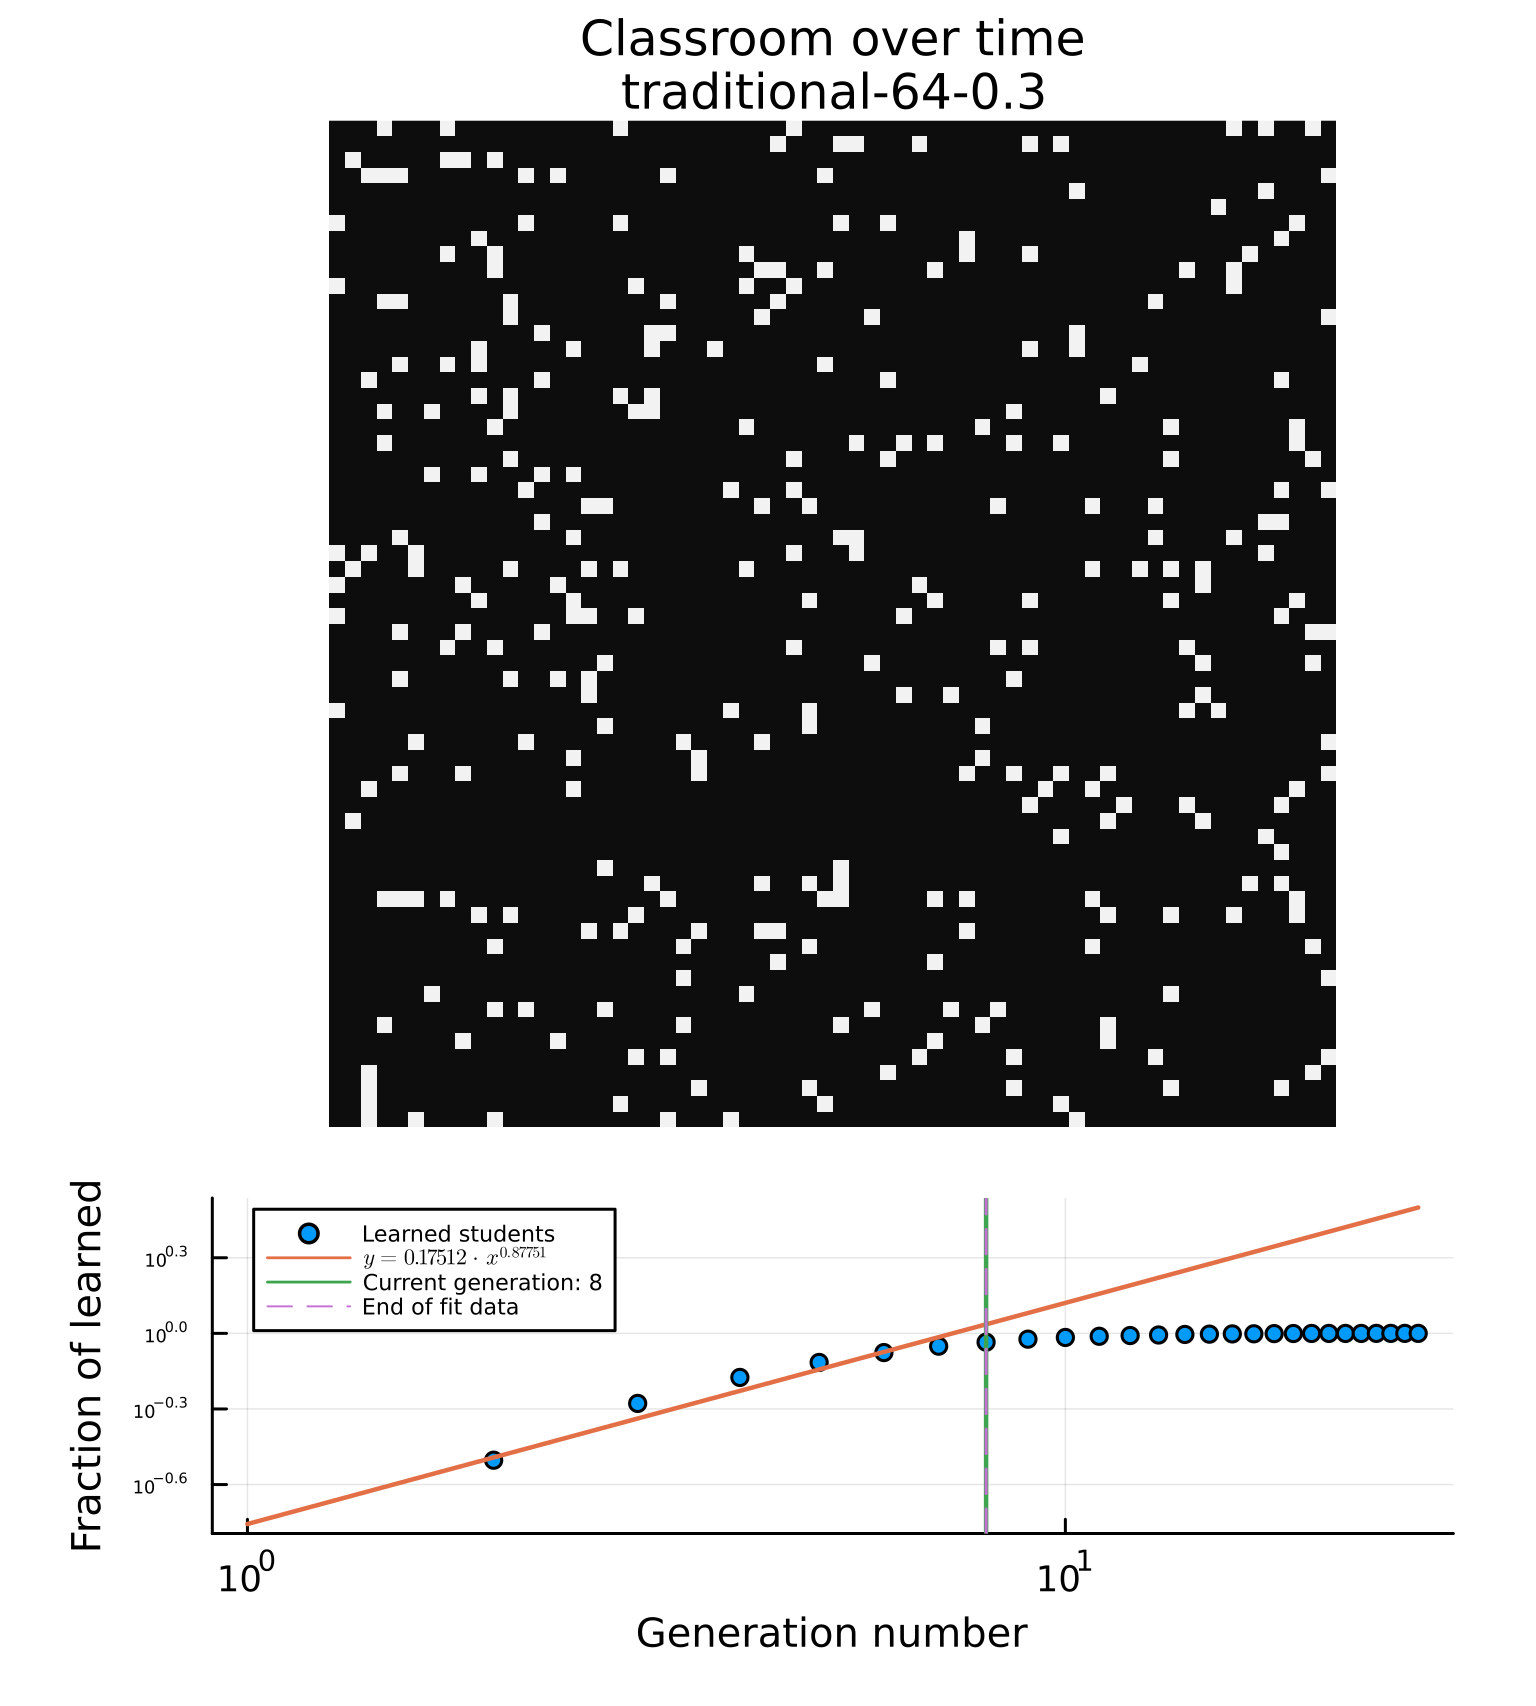 Classroom over time
traditional-64-0.3
Fraction of learned
10^0.3
10^0.0
10^−0.3
10^−0.6
Learned students
y = 0.17512 · x^0.87751
Current generation: 8
End of fit data
10^0
10^1
Generation number